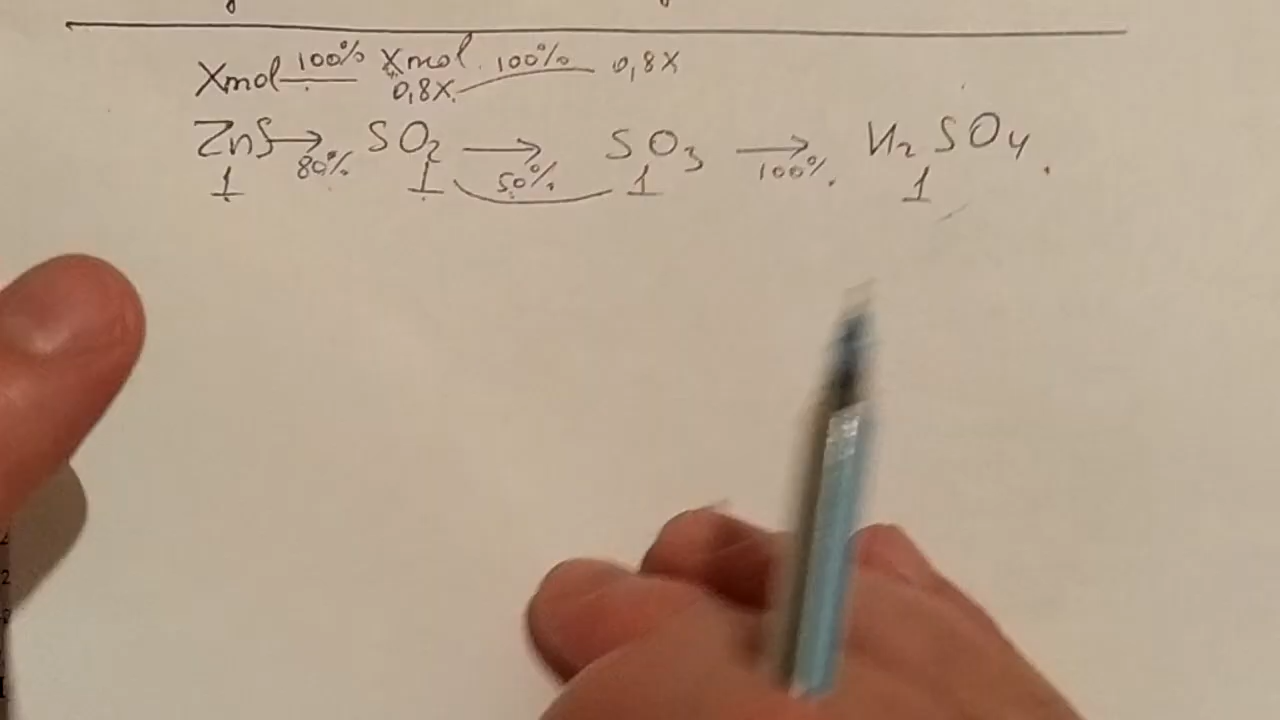 Xmol 100% Xmol 100% 0,8X
0,8X
ZnS → SO₂ → SO₃ → H₂SO₄
80% 50% 100%
1 1 1 1